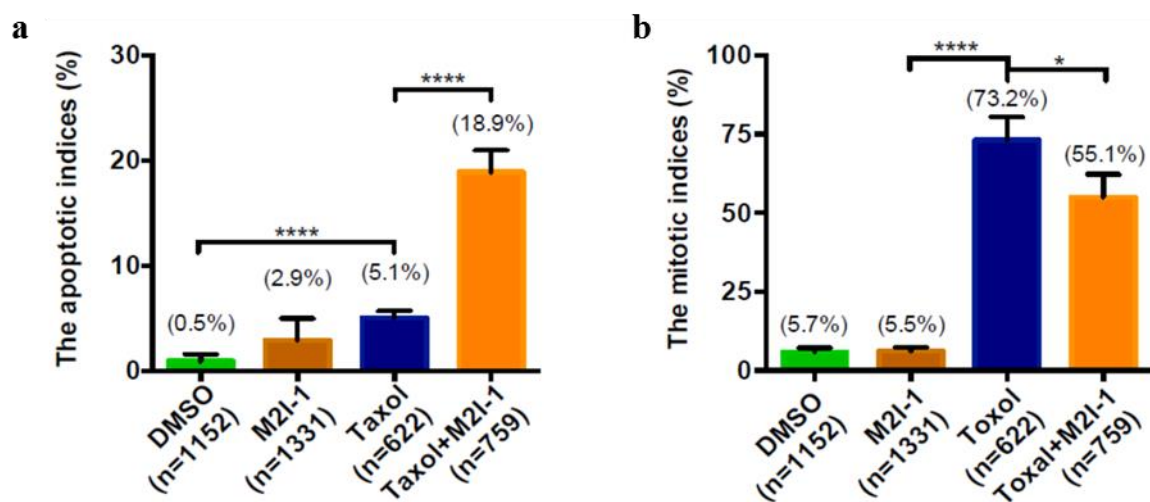 a
The apoptotic indices (%)
30
20
10
0
****
****
(0.5%)
(2.9%)
(5.1%)
(18.9%)
DMSO
(n=1152)
M2I-1
(n=1331)
Taxol
(n=622)
Taxol+M2I-1
(n=759)
b
The mitotic indices (%)
100
75
50
25
0
****
*
(5.7%)
(5.5%)
(73.2%)
(55.1%)
DMSO
(n=1152)
M2I-1
(n=1331)
Toxol
(n=622)
Toxal+M2I-1
(n=759)